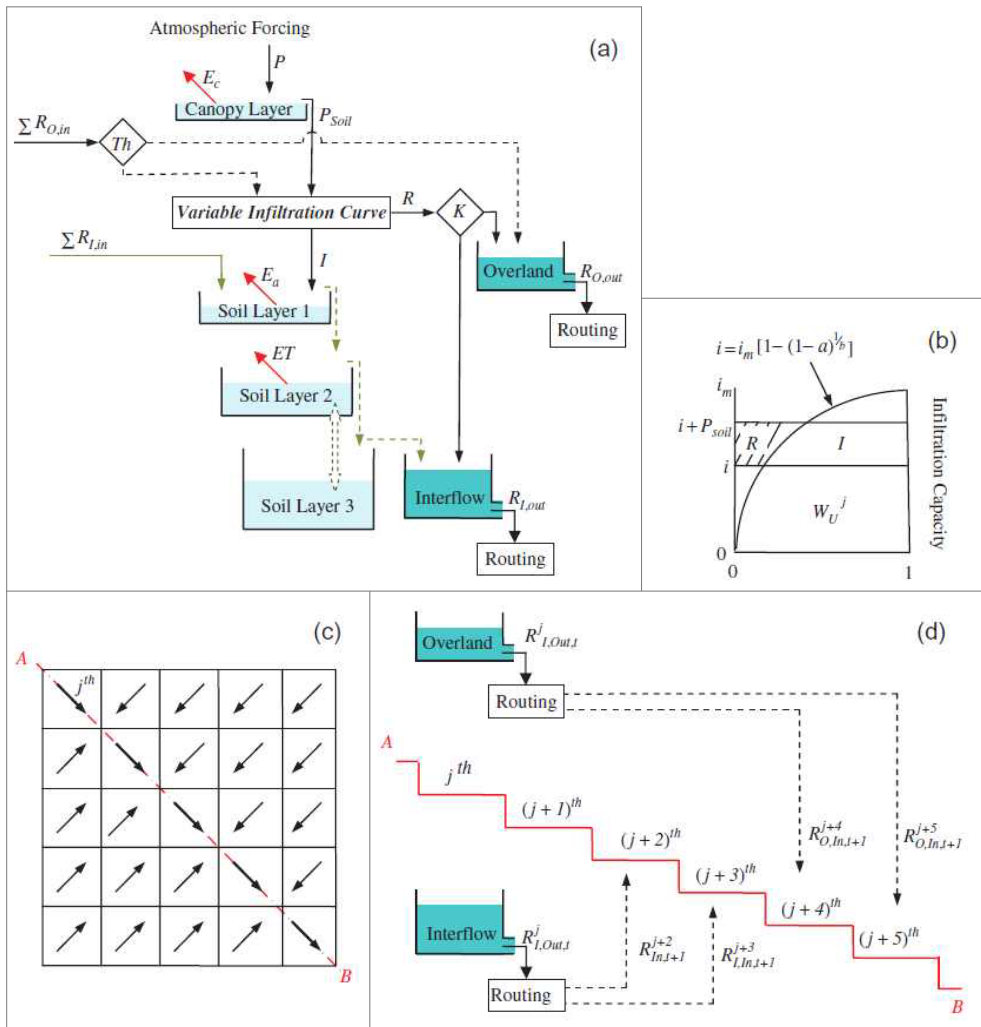 Atmospheric Forcing
(a)
P
E_c
Canopy Layer
P_Soil
∑ R_O,in
Th
Variable Infiltration Curve
R
K
∑ R_I,in
I
E_a
Soil Layer 1
Overland
R_O,out
Routing
ET
Soil Layer 2
Soil Layer 3
Interflow
R_I,out
Routing
(b)
i = i_m [1 − (1 − a)^1/b]
i_m
i + P_soil
R
I
i
W_U^j
0
0
1
Infiltration Capacity
(c)
A
j^th
B
(d)
Overland
R^j_I,Out,t
Routing
A
j^th
(j + 1)^th
(j + 2)^th
(j + 3)^th
(j + 4)^th
(j + 5)^th
R^j+4_O,In,t+1
R^j+5_O,In,t+1
Interflow
R^j_I,Out,t
R^j+2_In,t+1
R^j+3_I,In,t+1
Routing
B